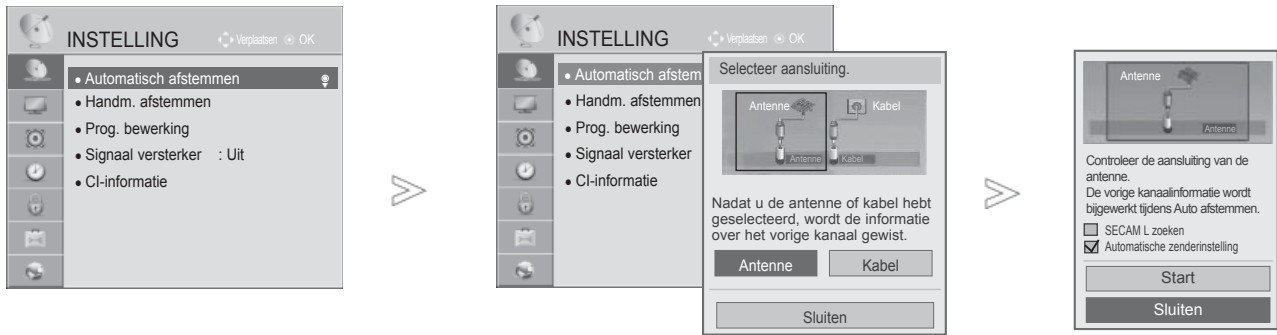 INSTELLING
Verplaatsen OK
Automatisch afstemmen
Handm. afstemmen
Prog. bewerking
Signaal versterker : Uit
CI-informatie
INSTELLING
Verplaatsen OK
Automatisch afstem
Handm. afstemmen
Prog. bewerking
Signaal versterker
CI-informatie
Selecteer aansluiting.
Antenne Kabel
Antenne Kabel
Nadat u de antenne of kabel hebt
geselecteerd, wordt de informatie
over het vorige kanaal gewist.
Antenne Kabel
Sluiten
Antenne
Antenne
Controleer de aansluiting van de
antenne.
De vorige kanaalinformatie wordt
bijgewerkt tijdens Auto afstemmen.
SECAM L zoeken
Automatische zenderinstelling
Start
Sluiten